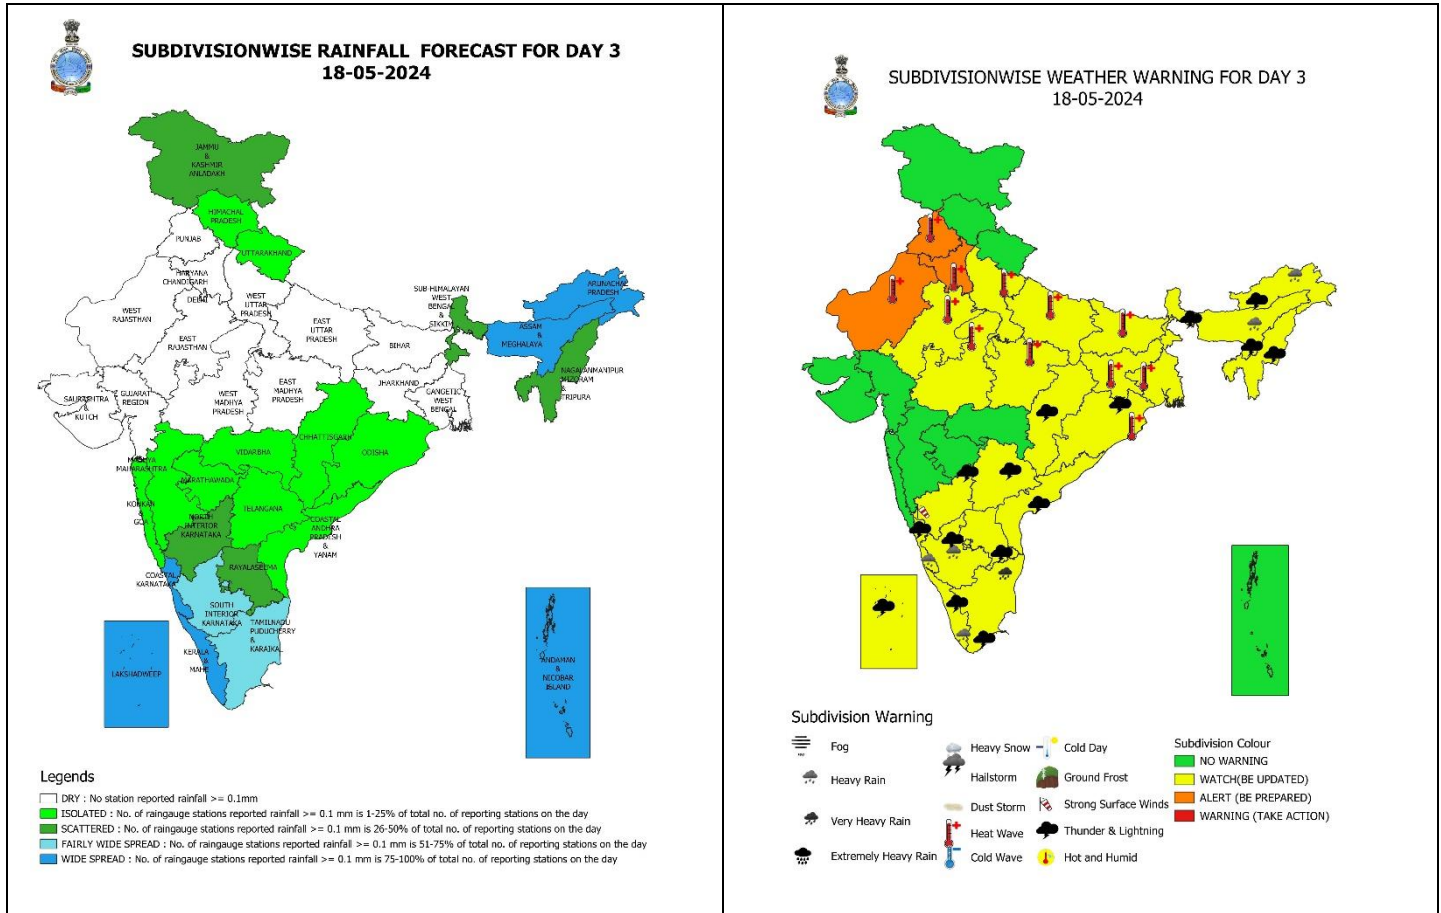 SUBDIVISIONWISE RAINFALL FORECAST FOR DAY 3
18-05-2024
JAMMU
&
KASHMIR
ANLADAKH
HIMACHAL
PRADESH
PUNJAB
UTTARAKHAND
HARYANA
CHANDIGARH
DELHI
WEST
RAJASTHAN
WEST
UTTAR
PRADESH
EAST
RAJASTHAN
EAST
UTTAR
PRADESH
SUB-HIMALAYAN
WEST
BENGAL
&
SIKKIM
ARUNACHAL
PRADESH
ASSAM
&
MEGHALAYA
BIHAR
NAGALANMANIPUR
MIZORAM
&
TRIPURA
JHARKHAND
GANGETIC
WEST
BENGAL
SAURASHTRA
&
KUTCH
GUJARAT
REGION
WEST
MADHYA
PRADESH
EAST
MADHYA
PRADESH
CHHATTISGARH
ODISHA
VIDARBHA
MADHYA
MAHARASHTRA
MARATHAWADA
KONKAN
&
GOA
TELANGANA
NORTH
INTERIOR
KARNATAKA
COASTAL
ANDHRA
PRADESH
&
YANAM
RAYALASEEMA
COASTAL
KARNATAKA
SOUTH
INTERIOR
KARNATAKA
TAMILNADU
PUDUCHERRY
&
KARAIKAL
KERALA
&
MAHE
LAKSHADWEEP
ANDAMAN
&
NICOBAR
ISLAND
Legends
DRY : No station reported rainfall >= 0.1mm
ISOLATED : No. of raingauge stations reported rainfall >= 0.1 mm is 1-25% of total no. of reporting stations on the day
SCATTERED : No. of raingauge stations reported rainfall >= 0.1 mm is 26-50% of total no. of reporting stations on the day
FAIRLY WIDE SPREAD : No. of raingauge stations reported rainfall >= 0.1 mm is 51-75% of total no. of reporting stations on the day
WIDE SPREAD : No. of raingauge stations reported rainfall >= 0.1 mm is 75-100% of total no. of reporting stations on the day
SUBDIVISIONWISE WEATHER WARNING FOR DAY 3
18-05-2024
Subdivision Warning
Fog
Heavy Rain
Very Heavy Rain
Extremely Heavy Rain
Heavy Snow
Hailstorm
Dust Storm
Heat Wave
Cold Wave
Cold Day
Ground Frost
Strong Surface Winds
Thunder & Lightning
Hot and Humid
Subdivision Colour
NO WARNING
WATCH(BE UPDATED)
ALERT (BE PREPARED)
WARNING (TAKE ACTION)